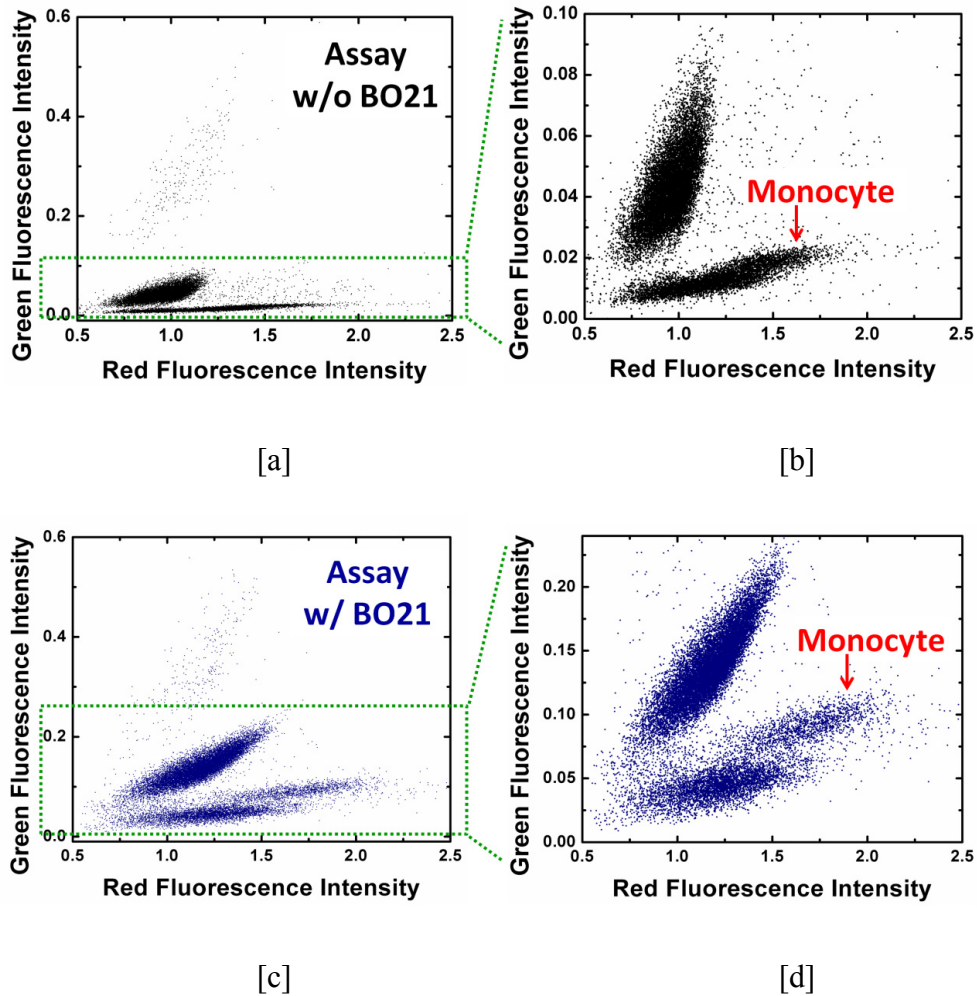 0.6
0.4
0.2
0.0
0.5
1.0
1.5
2.0
2.5
Green Fluorescence Intensity
Red Fluorescence Intensity
Assay
w/o BO21
[a]
0.10
0.08
0.06
0.04
0.02
0.00
0.5
1.0
1.5
2.0
2.5
Green Fluorescence Intensity
Red Fluorescence Intensity
Monocyte
[b]
0.6
0.4
0.2
0.0
0.5
1.0
1.5
2.0
2.5
Green Fluorescence Intensity
Red Fluorescence Intensity
Assay
w/ BO21
[c]
0.20
0.15
0.10
0.05
0.00
0.5
1.0
1.5
2.0
2.5
Green Fluorescence Intensity
Red Fluorescence Intensity
Monocyte
[d]